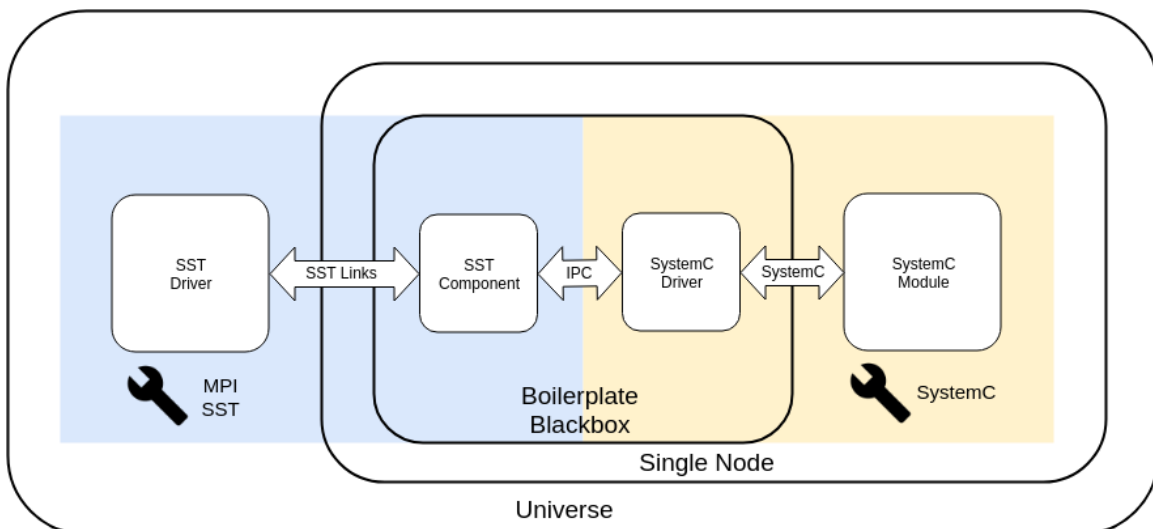 SST
Driver
SST Links
SST
Component
IPC
SystemC
Driver
SystemC
SystemC
Module
MPI
SST
SystemC
Boilerplate
Blackbox
Single Node
Universe